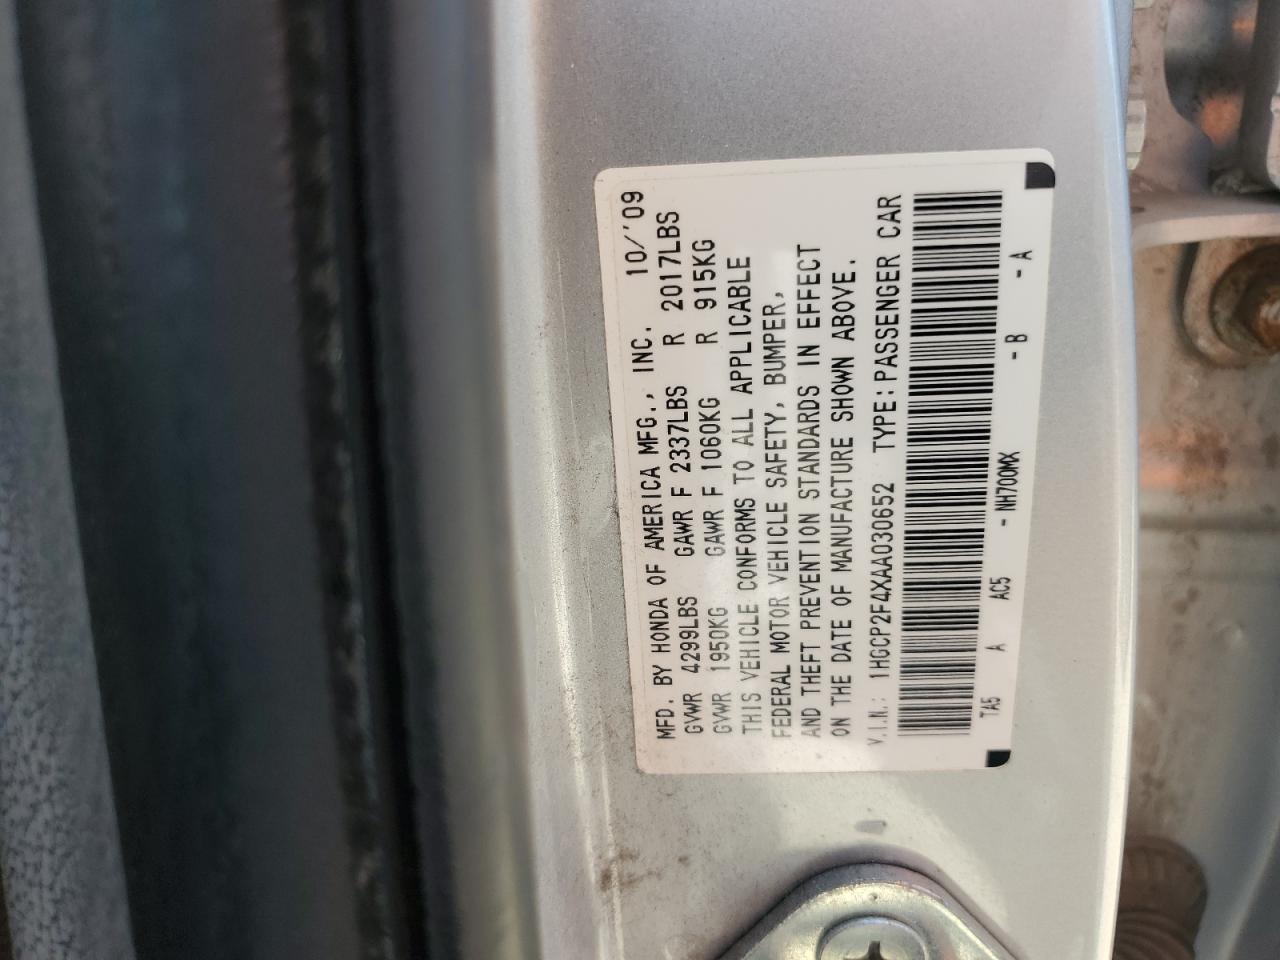 MFD. BY HONDA OF AMERICA MFG., INC. 10/'09
GVWR 4299LBS GAWR F 2337LBS R 2017LBS
GVWR 1950KG GAWR F 1060KG R 915KG
THIS VEHICLE CONFORMS TO ALL APPLICABLE
FEDERAL MOTOR VEHICLE SAFETY, BUMPER,
AND THEFT PREVENTION STANDARDS IN EFFECT
ON THE DATE OF MANUFACTURE SHOWN ABOVE.
V.I.N.: 1HGCP2F4XAA030652 TYPE:PASSENGER CAR
TA5 A AC5 - NH700MX - B - A